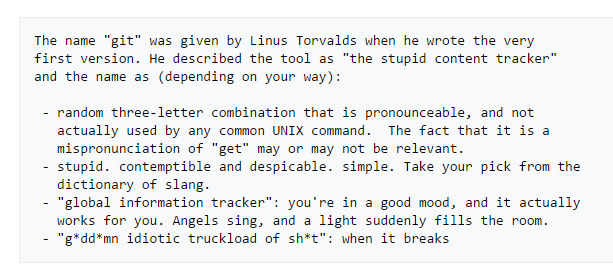 The name "git" was given by Linus Torvalds when he wrote the very
first version. He described the tool as "the stupid content tracker"
and the name as (depending on your way):
- random three-letter combination that is pronounceable, and not
actually used by any common UNIX command.  The fact that it is a
mispronunciation of "get" may or may not be relevant.
- stupid. contemptible and despicable. simple. Take your pick from the
dictionary of slang.
- "global information tracker": you're in a good mood, and it actually
works for you. Angels sing, and a light suddenly fills the room.
- "g*dd*mn idiotic truckload of sh*t": when it breaks